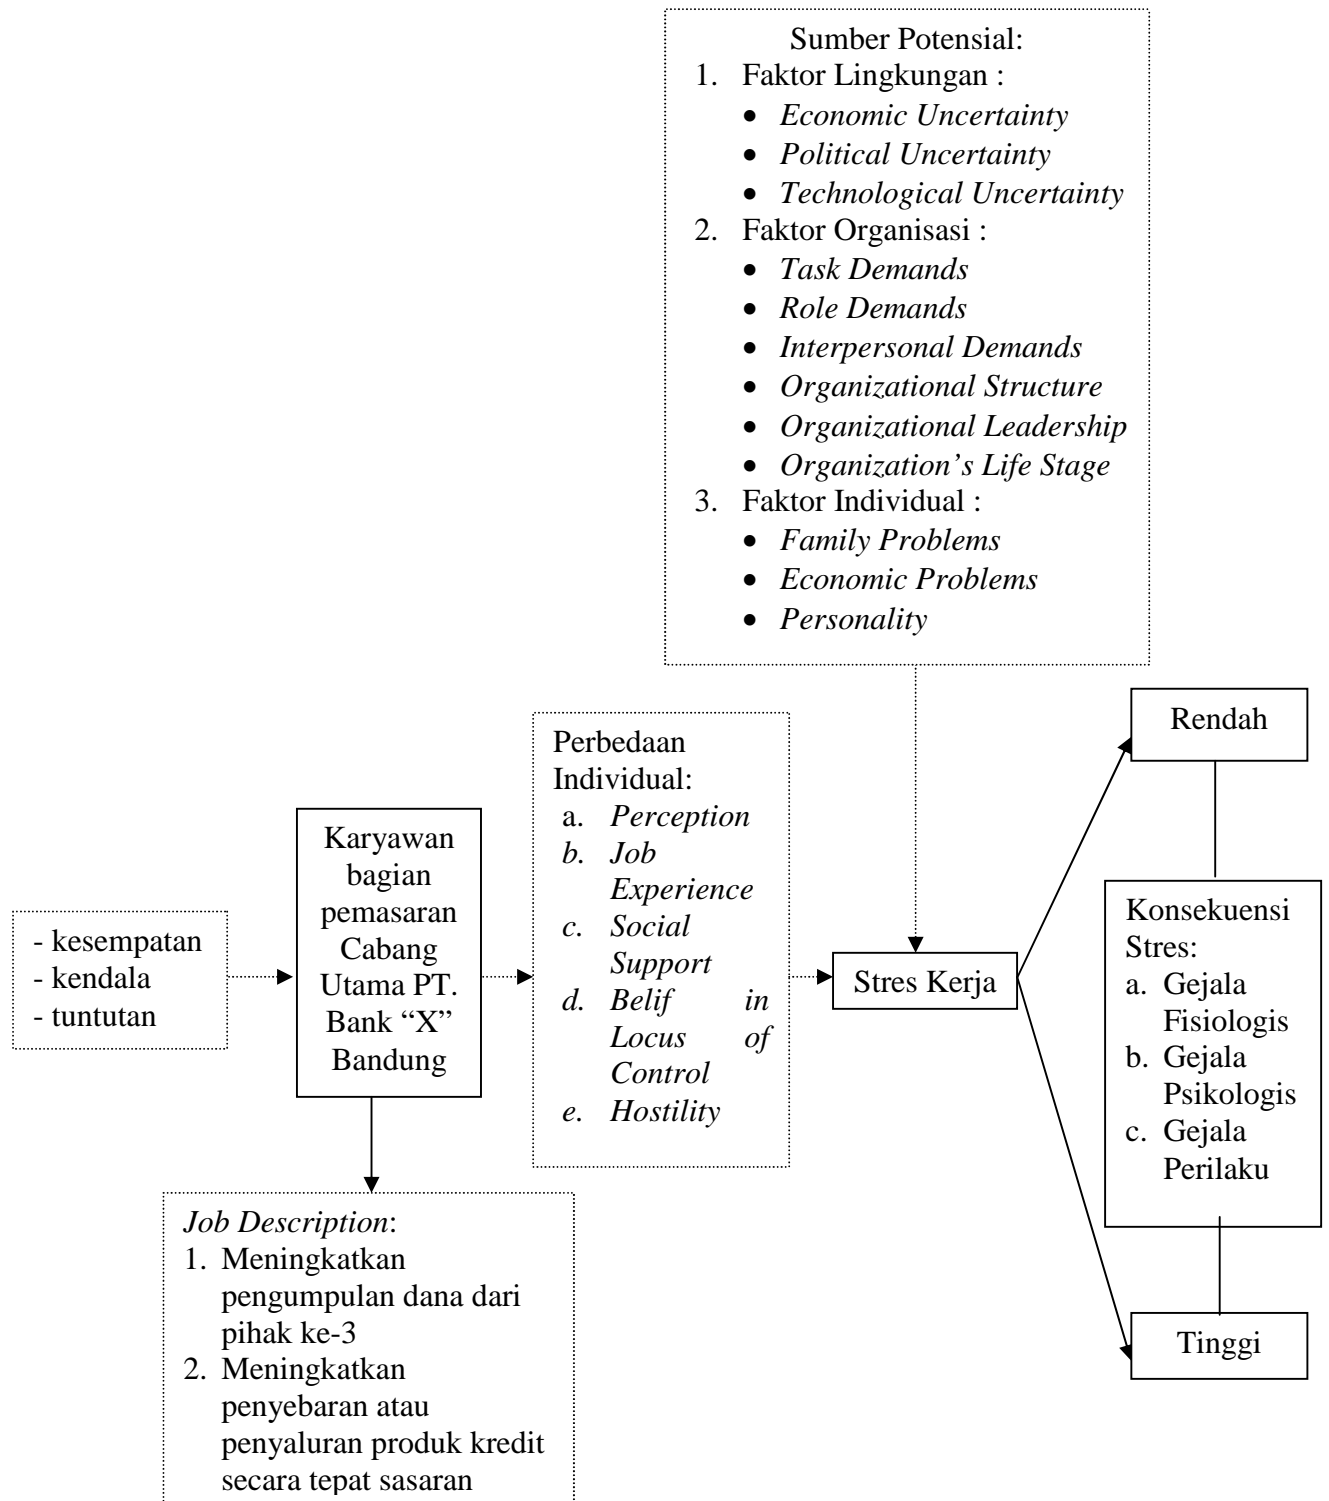 Sumber Potensial:
1. Faktor Lingkungan :
• Economic Uncertainty
• Political Uncertainty
• Technological Uncertainty
2. Faktor Organisasi :
• Task Demands
• Role Demands
• Interpersonal Demands
• Organizational Structure
• Organizational Leadership
• Organization’s Life Stage
3. Faktor Individual :
• Family Problems
• Economic Problems
• Personality
- kesempatan
- kendala
- tuntutan
Karyawan
bagian
pemasaran
Cabang
Utama PT.
Bank “X”
Bandung
Perbedaan
Individual:
a. Perception
b. Job
Experience
c. Social
Support
d. Belif in
Locus of
Control
e. Hostility
Stres Kerja
Rendah
Konsekuensi
Stres:
a. Gejala
Fisiologis
b. Gejala
Psikologis
c. Gejala
Perilaku
Tinggi
Job Description:
1. Meningkatkan
pengumpulan dana dari
pihak ke-3
2. Meningkatkan
penyebaran atau
penyaluran produk kredit
secara tepat sasaran